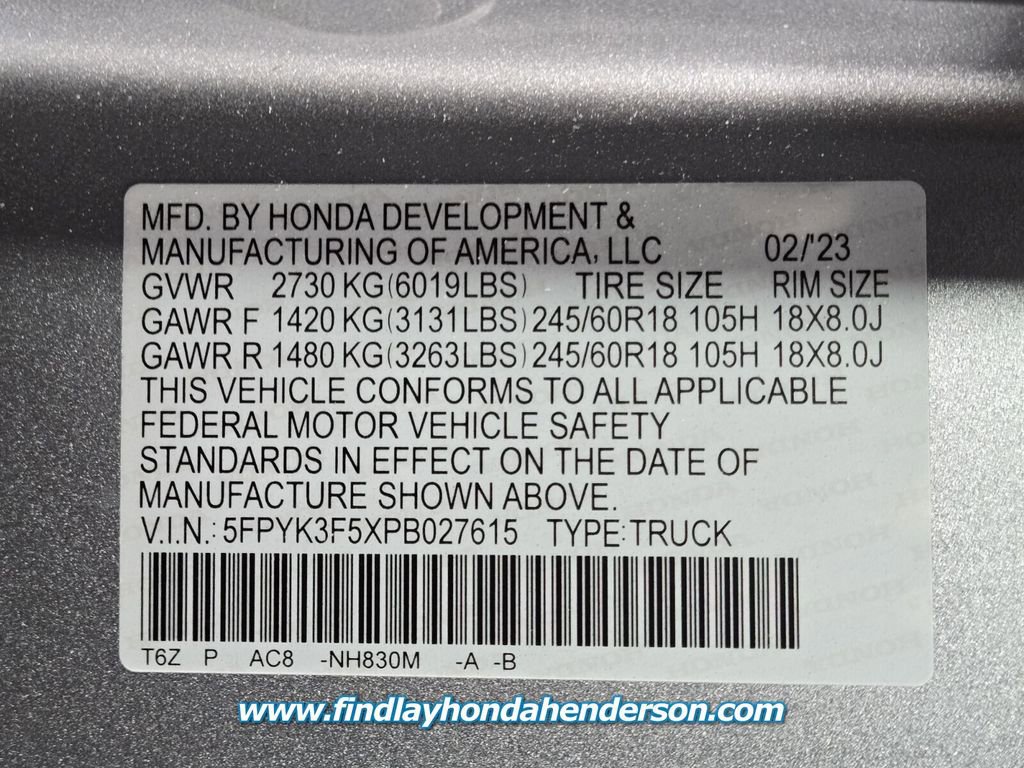 MFD. BY HONDA DEVELOPMENT &
MANUFACTURING OF AMERICA, LLC 02/'23
GVWR 2730 KG(6019LBS) TIRE SIZE RIM SIZE
GAWR F 1420 KG(3131LBS) 245/60R18 105H 18X8.0J
GAWR R 1480 KG(3263LBS) 245/60R18 105H 18X8.0J
THIS VEHICLE CONFORMS TO ALL APPLICABLE
FEDERAL MOTOR VEHICLE SAFETY
STANDARDS IN EFFECT ON THE DATE OF
MANUFACTURE SHOWN ABOVE.
V.I.N.: 5FPYK3F5XPB027615 TYPE:TRUCK
T6Z P AC8 -NH830M -A -B
www.findlayhondahenderson.com